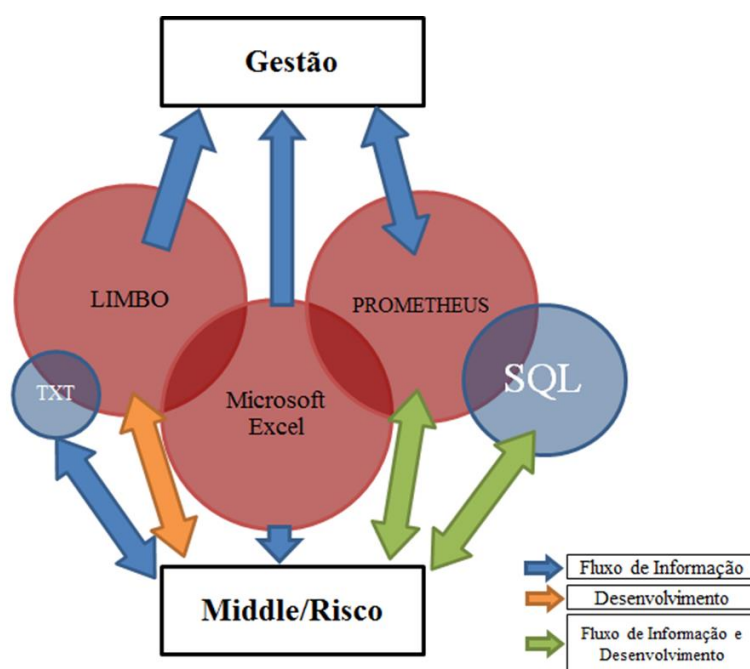 Gestão
LIMBO
PROMETHEUS
TXT
Microsoft
Excel
SQL
Middle/Risco
Fluxo de Informação
Desenvolvimento
Fluxo de Informação e
Desenvolvimento